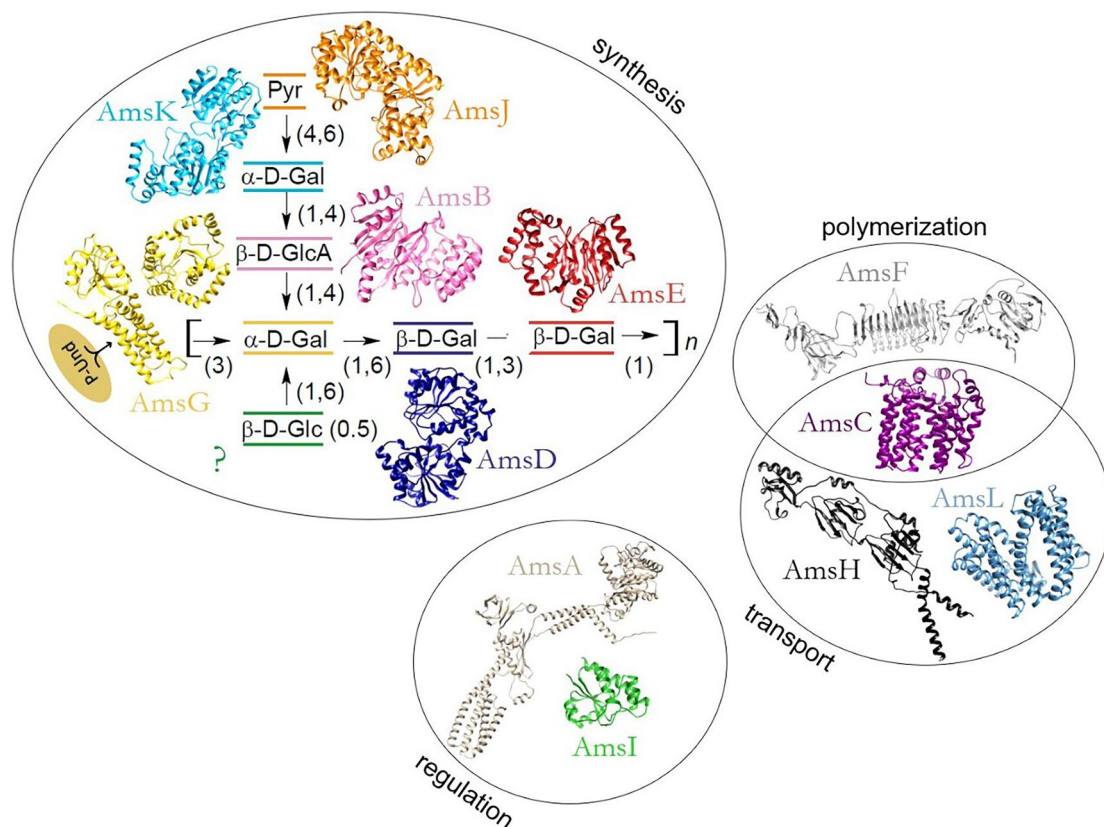 synthesis
AmsK
Pyr
AmsJ
(4,6)
α-D-Gal
(1,4)
AmsB
β-D-GlcA
(1,4)
AmsE
[ (3) α-D-Gal (1,6) β-D-Gal (1,3) β-D-Gal (1) ] n
P-Und
AmsG
(1,6)
β-D-Glc (0.5)
?
AmsD
polymerization
AmsF
AmsC
AmsL
AmsH
transport
AmsA
AmsI
regulation